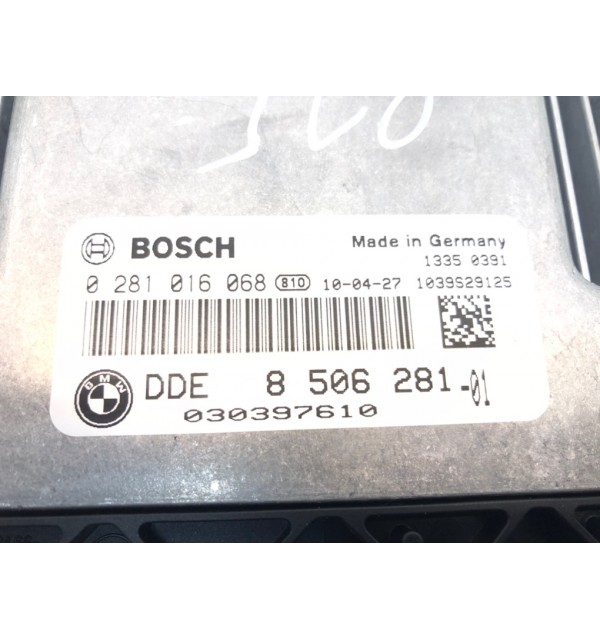 BOSCH Made in Germany
1335 0391
0 281 016 068 810 10-04-27 1039S29125
BMW DDE 8 506 281-01
030397610